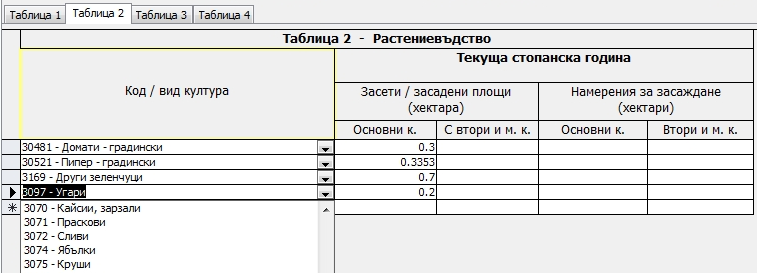 Таблица 1 Таблица 2 Таблица 3 Таблица 4
Таблица 2 - Растениевъдство
Код / вид култура
Текуща стопанска година
Засети / засадени площи
(хектара)
Намерения за засаждане
(хектари)
Основни к. С втори и м. к. Основни к. Втори и м. к.
30481 - Домати - градински 0.3
30521 - Пипер - градински 0.3353
3169 - Други зеленчуци 0.7
3097 - Угари 0.2
3070 - Кайсии, зарзали
3071 - Праскови
3072 - Сливи
3074 - Ябълки
3075 - Круши